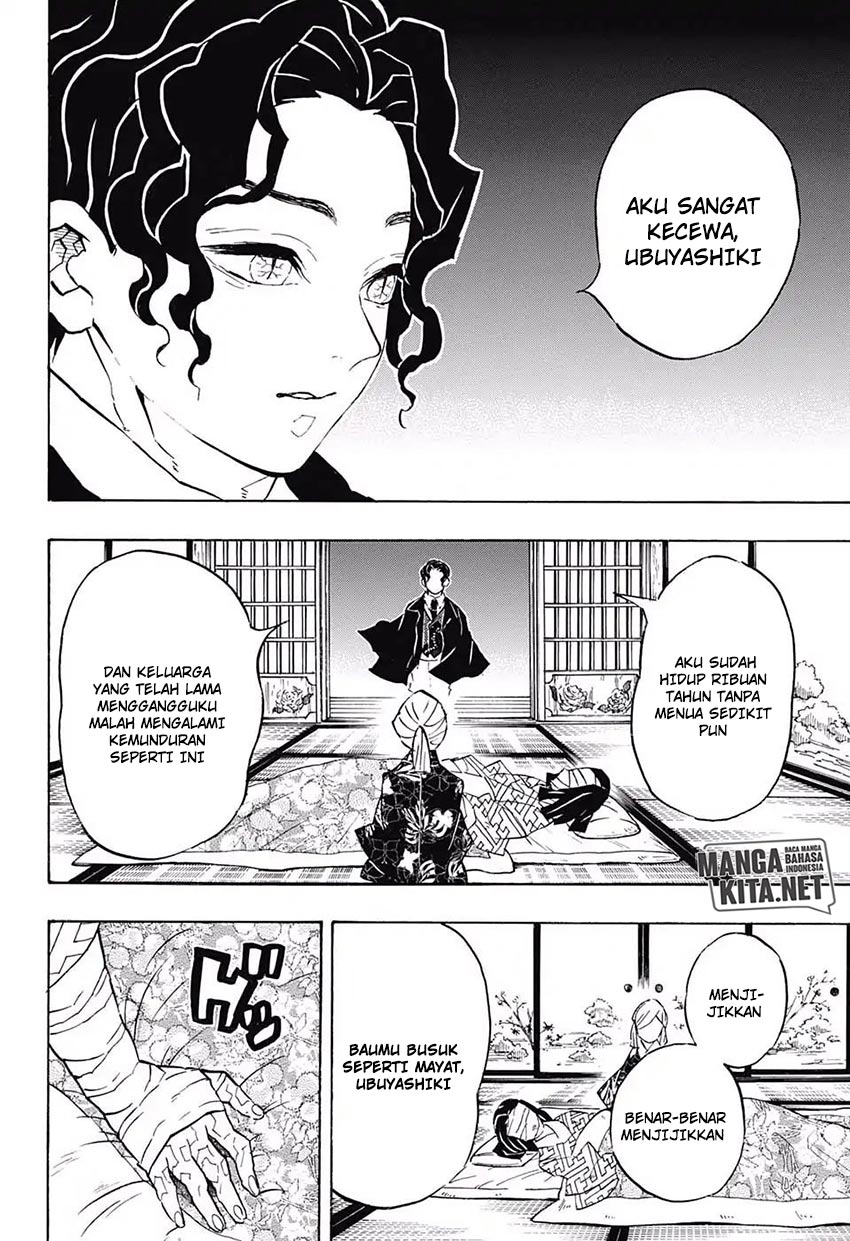 AKU SANGAT
KECEWA,
UBUYASHIKI
AKU SUDAH
HIDUP RIBUAN
TAHUN TANPA
MENUA SEDIKIT
PUN
DAN KELUARGA
YANG TELAH LAMA
MENGGANGGUKU
MALAH MENGALAMI
KEMUNDURAN
SEPERTI INI
MANGA
KITA.NET
BACA MANGA
BAHASA
INDONESIA
MENJI-
JIKKAN
BENAR-BENAR
MENJIJIKKAN
BAUMU BUSUK
SEPERTI MAYAT,
UBUYASHIKI
ドッ